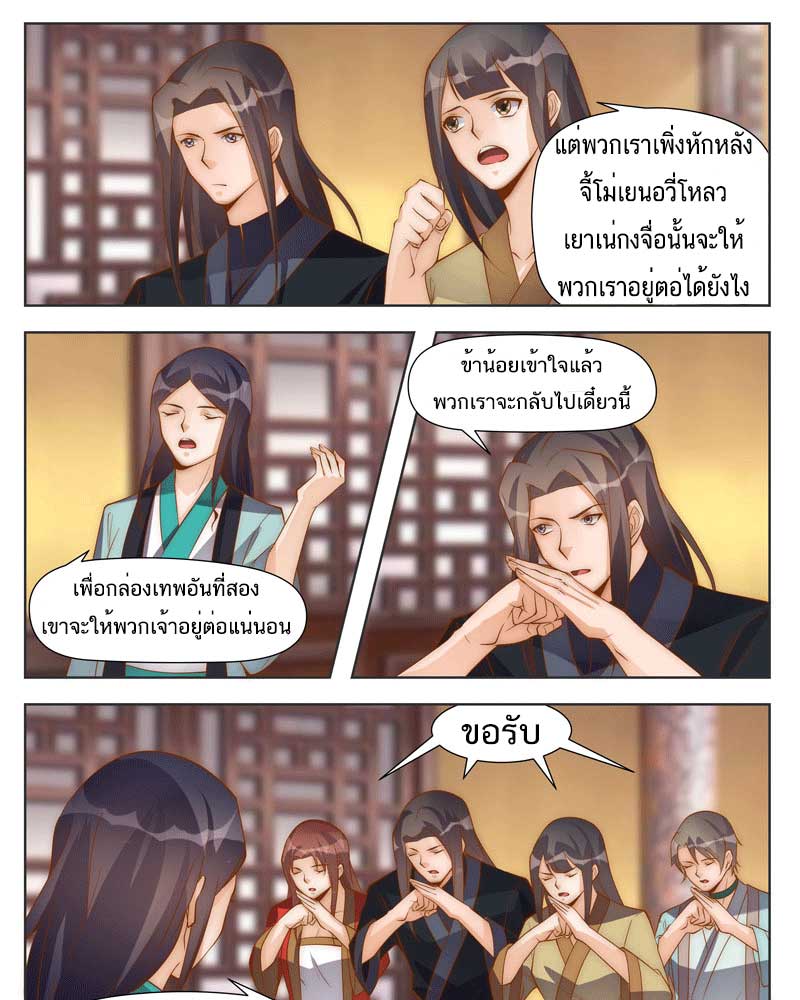 แต่พวกเราเพิ่งหักหลัง
จี้โม่เยนอวี่โหลว
เยาเน่กงจื่อนั้นจะให้
พวกเราอยู่ตอ่ได้ยังไง
ข้าน้อยเข้าใจแล้ว
พวกเราจะกลับไปเดี๋ยวนี้
เพื่อกล่องเทพอันที่สอง
เขาจะให้พวกเจ้าอยู่ต่อแน่นอน
ขอรับ